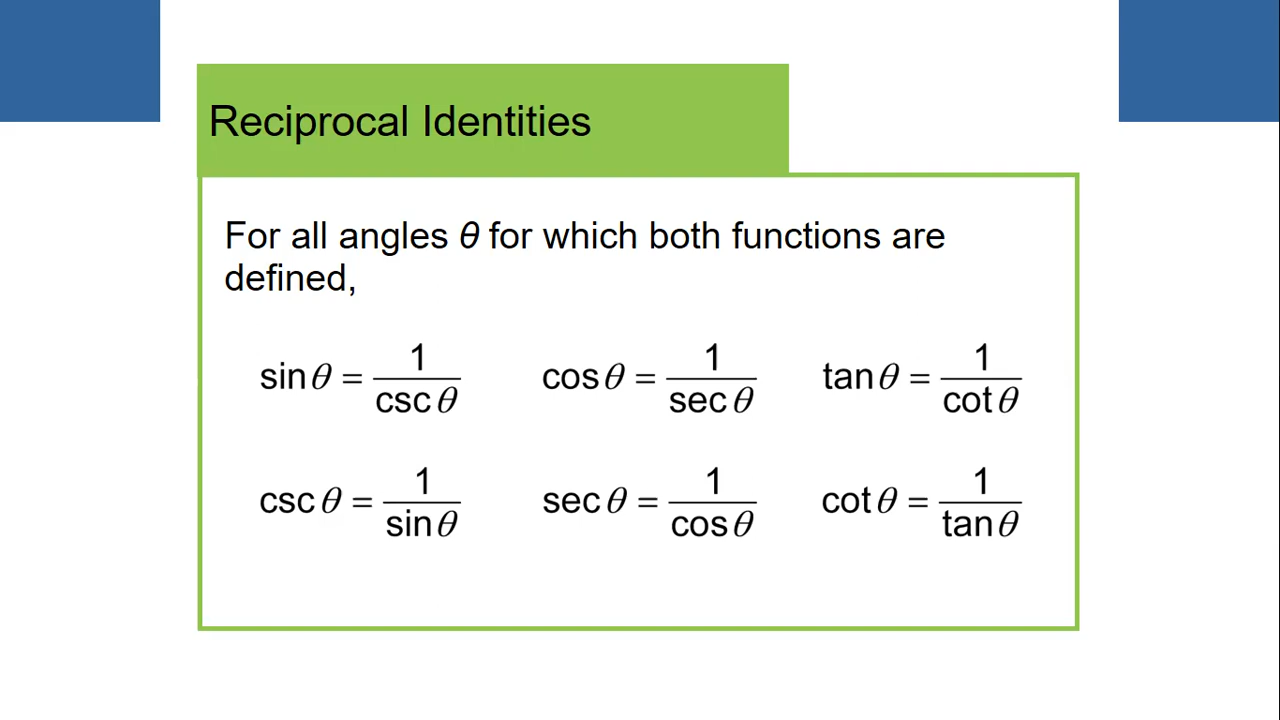 Reciprocal Identities
For all angles θ for which both functions are
defined,
sin θ = 1/csc θ cos θ = 1/sec θ tan θ = 1/cot θ
csc θ = 1/sin θ sec θ = 1/cos θ cot θ = 1/tan θ